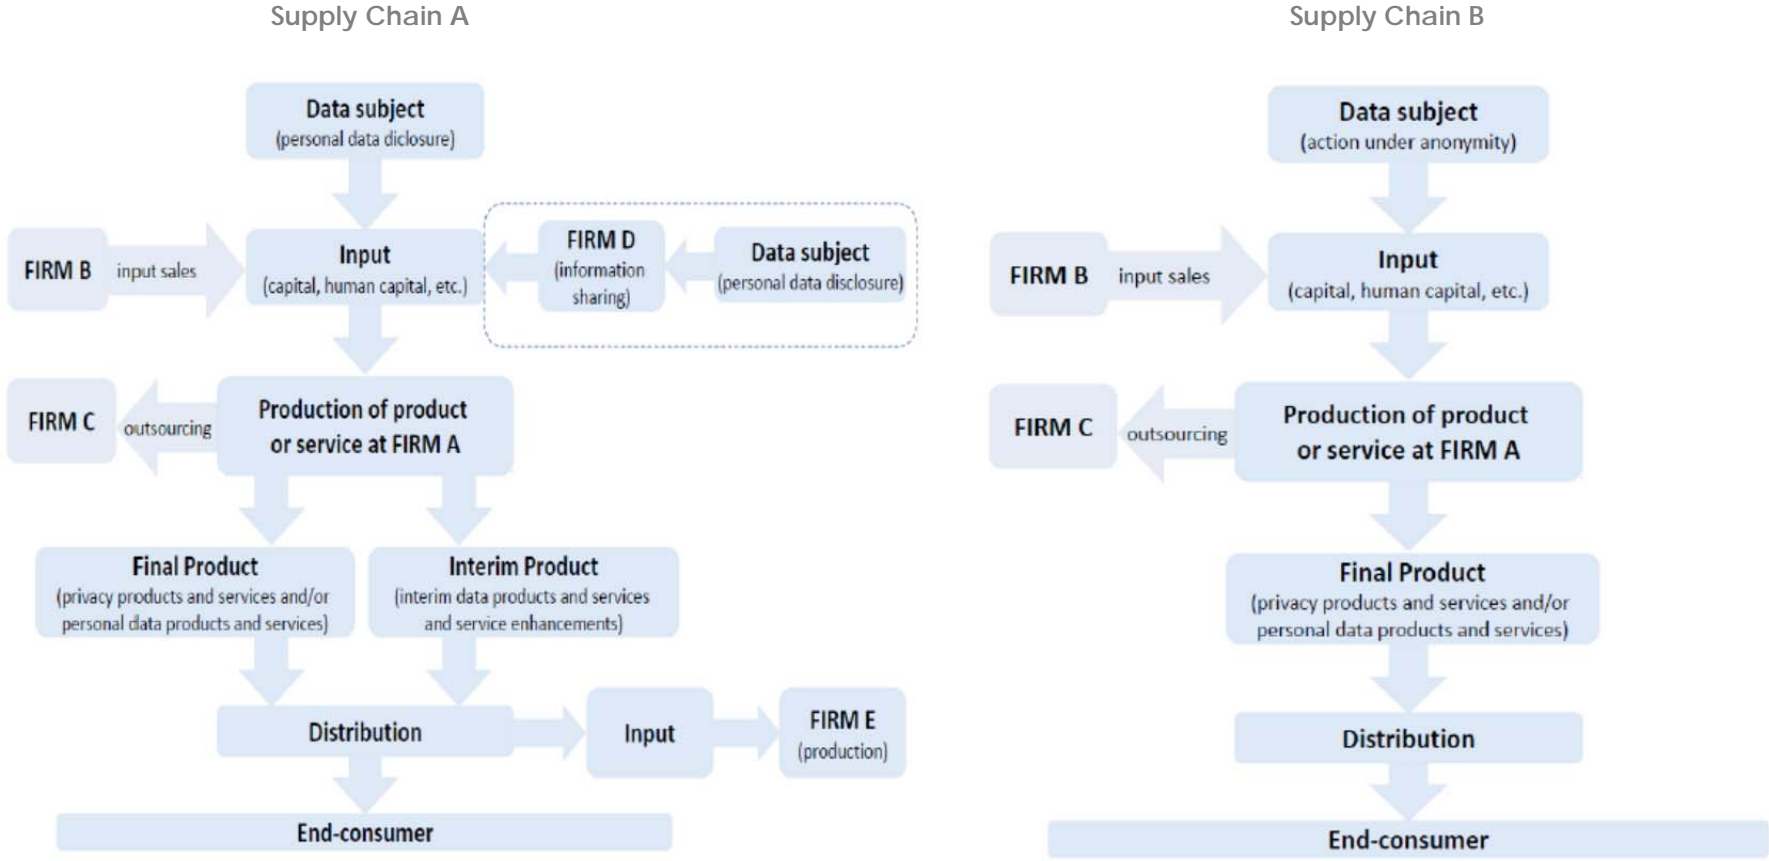 Supply Chain A
Data subject
(personal data diclosure)
FIRM B
input sales
Input
(capital, human capital, etc.)
FIRM D
(information
sharing)
Data subject
(personal data disclosure)
FIRM C
outsourcing
Production of product
or service at FIRM A
Final Product
(privacy products and services and/or
personal data products and services)
Interim Product
(interim data products and services
and service enhancements)
Distribution
Input
FIRM E
(production)
End-consumer
Supply Chain B
Data subject
(action under anonymity)
FIRM B
input sales
Input
(capital, human capital, etc.)
FIRM C
outsourcing
Production of product
or service at FIRM A
Final Product
(privacy products and services and/or
personal data products and services)
Distribution
End-consumer